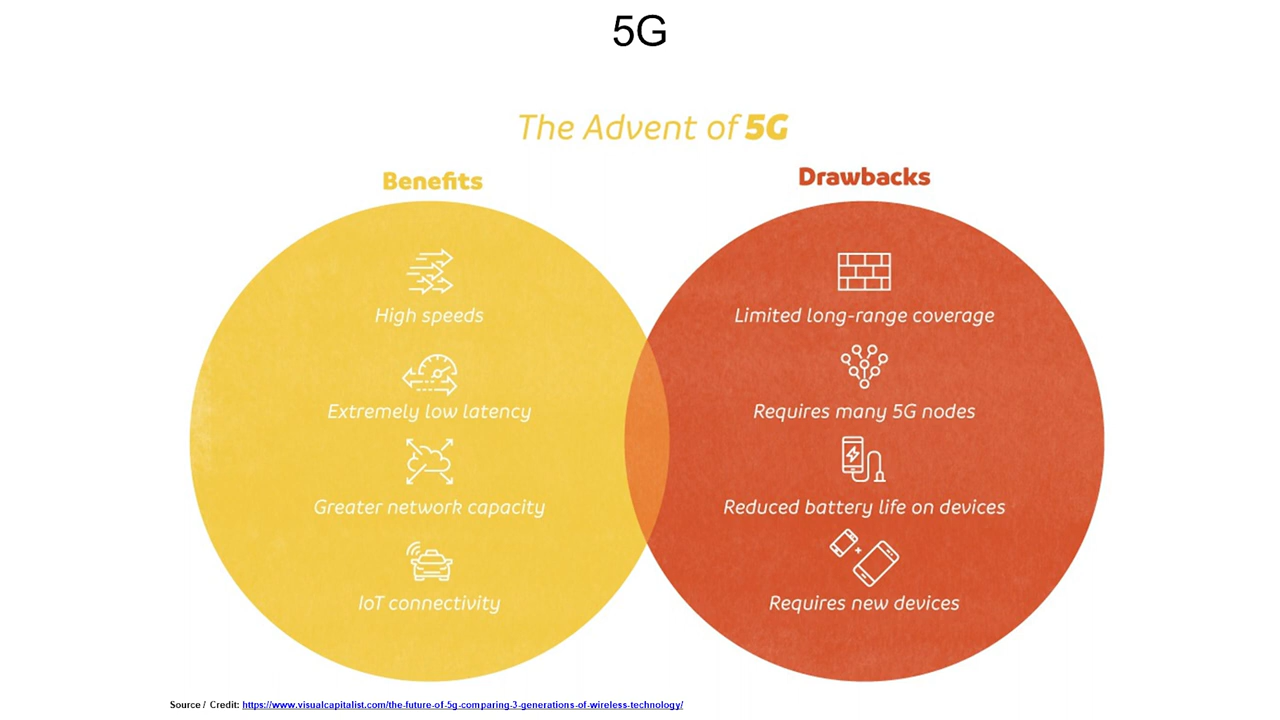 5G
The Advent of 5G
Benefits
High speeds
Extremely low latency
Greater network capacity
IoT connectivity
Drawbacks
Limited long-range coverage
Requires many 5G nodes
Reduced battery life on devices
Requires new devices
Source / Credit: https://www.visualcapitalist.com/the-future-of-5g-comparing-3-generations-of-wireless-technology/